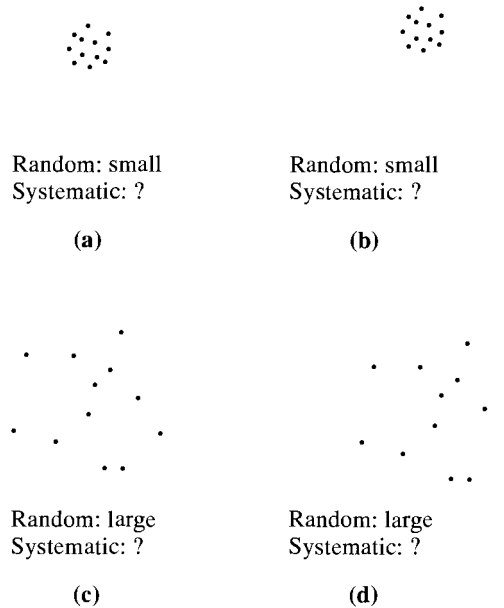 Random: small
Systematic: ?
(a)
Random: small
Systematic: ?
(b)
Random: large
Systematic: ?
(c)
Random: large
Systematic: ?
(d)